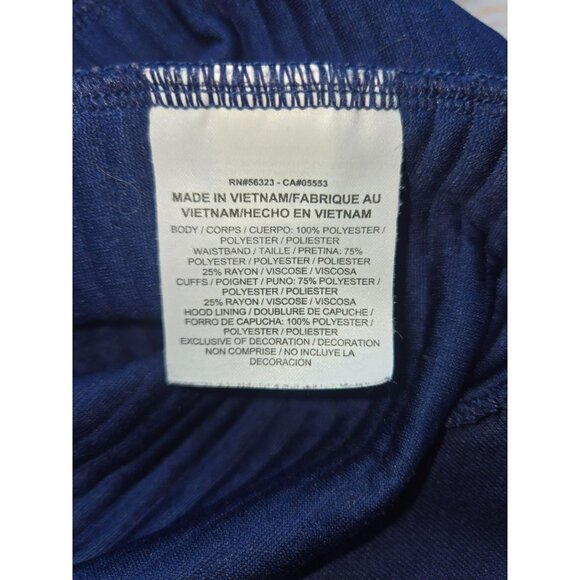 RN#56323 - CA#05553
MADE IN VIETNAM/FABRIQUE AU
VIETNAM/HECHO EN VIETNAM
BODY / CORPS / CUERPO: 100% POLYESTER /
POLYESTER / POLIESTER
WAISTBAND / TAILLE / PRETINA: 75%
POLYESTER / POLYESTER / POLIESTER
25% RAYON / VISCOSE / VISCOSA
CUFFS / POIGNET / PUNO: 75% POLYESTER /
POLYESTER / POLIESTER
25% RAYON / VISCOSE / VISCOSA
HOOD LINING / DOUBLURE DE CAPUCHE /
FORRO DE CAPUCHA: 100% POLYESTER /
POLYESTER / POLIESTER
EXCLUSIVE OF DECORATION / DECORATION
NON COMPRISE / NO INCLUYE LA
DECORACION